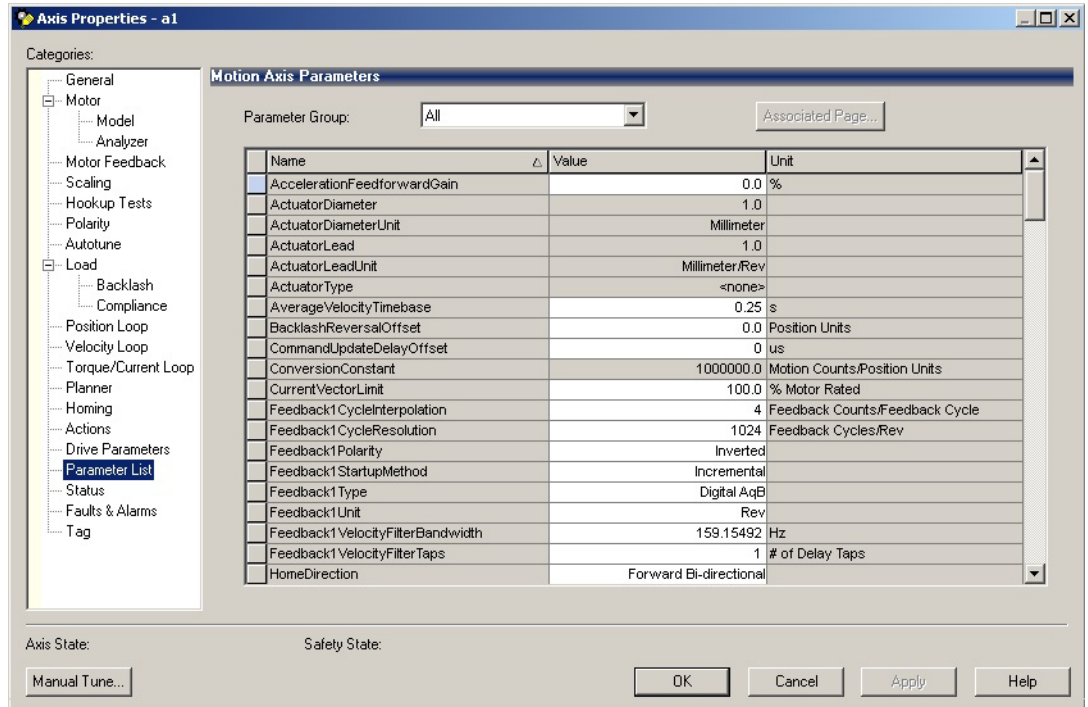 Axis Properties - a1
Categories:
General
Motor
Model
Analyzer
Motor Feedback
Scaling
Hookup Tests
Polarity
Autotune
Load
Backlash
Compliance
Position Loop
Velocity Loop
Torque/Current Loop
Planner
Homing
Actions
Drive Parameters
Parameter List
Status
Faults & Alarms
Tag
Motion Axis Parameters
Parameter Group: All Associated Page...
Name Value Unit
AccelerationFeedforwardGain 0.0 %
ActuatorDiameter 1.0
ActuatorDiameterUnit Millimeter
ActuatorLead 1.0
ActuatorLeadUnit Millimeter/Rev
ActuatorType <none>
AverageVelocityTimebase 0.25 s
BacklashReversalOffset 0.0 Position Units
CommandUpdateDelayOffset 0 us
ConversionConstant 1000000.0 Motion Counts/Position Units
CurrentVectorLimit 100.0 % Motor Rated
Feedback1CycleInterpolation 4 Feedback Counts/Feedback Cycle
Feedback1CycleResolution 1024 Feedback Cycles/Rev
Feedback1Polarity Inverted
Feedback1StartupMethod Incremental
Feedback1Type Digital AqB
Feedback1Unit Rev
Feedback1VelocityFilterBandwidth 159.15492 Hz
Feedback1VelocityFilterTaps 1 # of Delay Taps
HomeDirection Forward Bi-directional
Axis State: Safety State:
Manual Tune... OK Cancel Apply Help